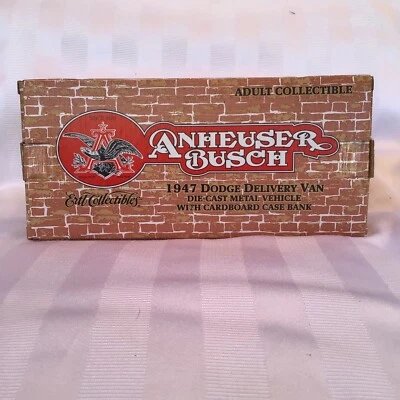 ADULT COLLECTIBLE
ANHEUSER
BUSCH
Ertl Collectibles
1947 DODGE DELIVERY VAN
DIE-CAST METAL VEHICLE
WITH CARDBOARD CASE BANK